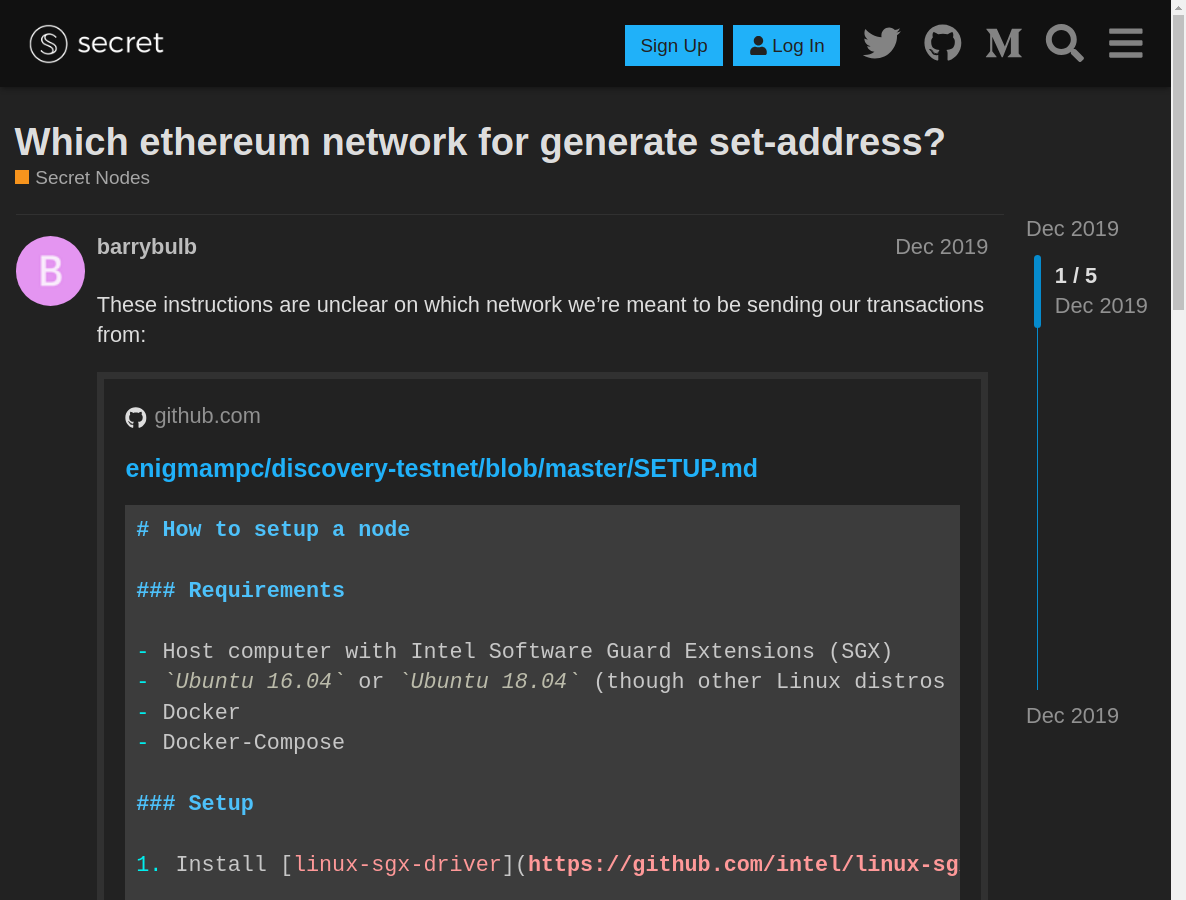 secret
Sign Up
Log In
Which ethereum network for generate set-address?
Secret Nodes
Dec 2019
B
barrybulb
Dec 2019
1 / 5
Dec 2019
These instructions are unclear on which network we’re meant to be sending our transactions
from:
github.com
enigmampc/discovery-testnet/blob/master/SETUP.md
# How to setup a node
### Requirements
- Host computer with Intel Software Guard Extensions (SGX)
- `Ubuntu 16.04` or `Ubuntu 18.04` (though other Linux distros
- Docker
- Docker-Compose
Dec 2019
### Setup
1. Install [linux-sgx-driver](https://github.com/intel/linux-sg